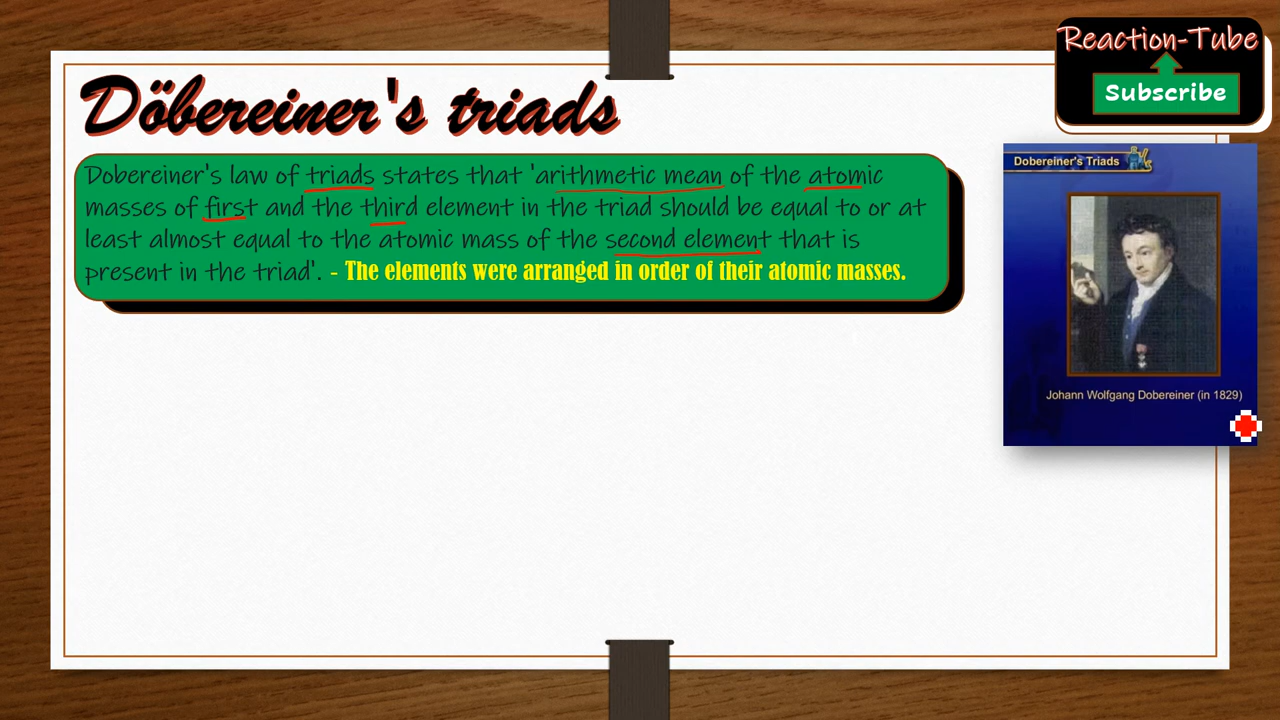 Döbereiner's triads
Dobereiner's law of triads states that 'arithmetic mean of the atomic
masses of first and the third element in the triad should be equal to or at
least almost equal to the atomic mass of the second element that is
present in the triad'. - The elements were arranged in order of their atomic masses.
Reaction-Tube
Subscribe
Dobereiner's Triads
Johann Wolfgang Dobereiner (in 1829)